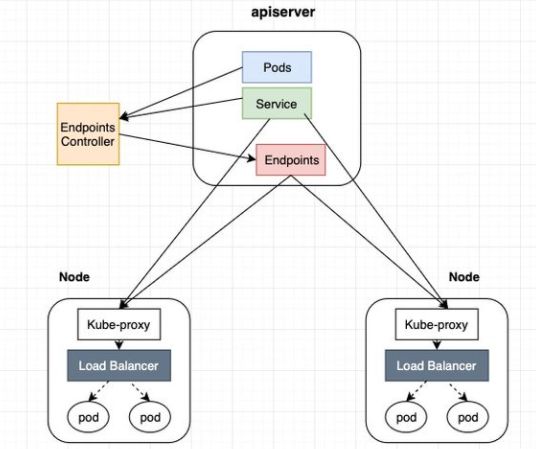 apiserver
Pods
Service
Endpoints
Controller
Endpoints
Node
Node
Kube-proxy
Kube-proxy
Load Balancer
Load Balancer
pod
pod
pod
pod